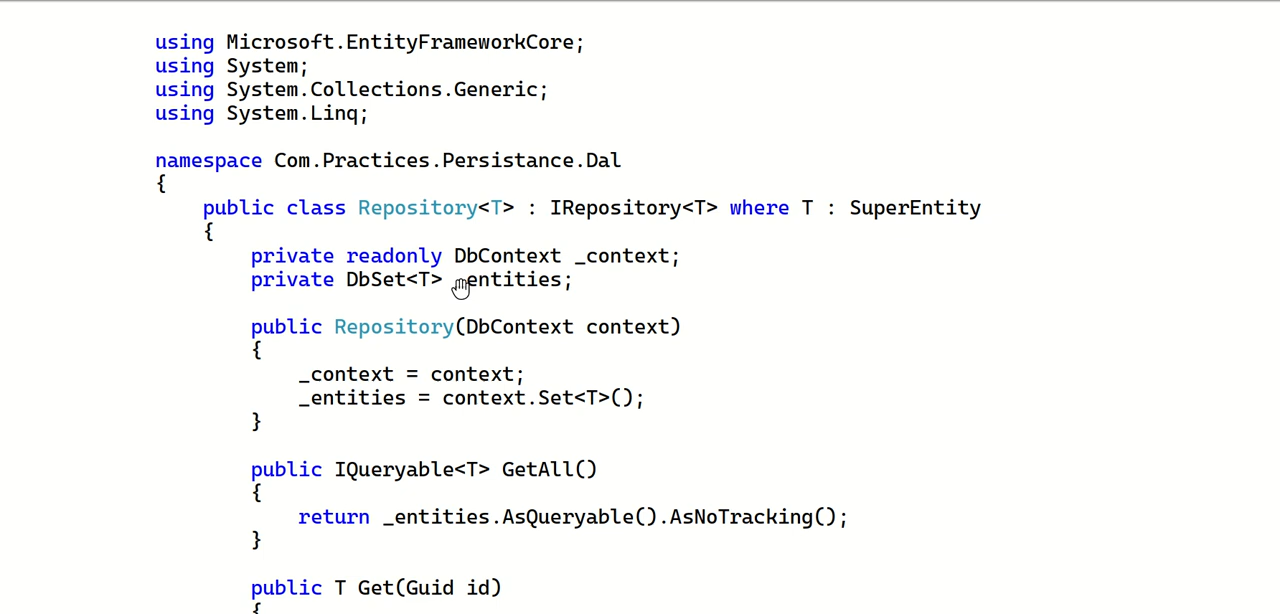 using Microsoft.EntityFrameworkCore;
using System;
using System.Collections.Generic;
using System.Linq;
namespace Com.Practices.Persistance.Dal
{
public class Repository<T> : IRepository<T> where T : SuperEntity
{
private readonly DbContext _context;
private DbSet<T> _entities;
public Repository(DbContext context)
{
_context = context;
_entities = context.Set<T>();
}
public IQueryable<T> GetAll()
{
return _entities.AsQueryable().AsNoTracking();
}
public T Get(Guid id)
{